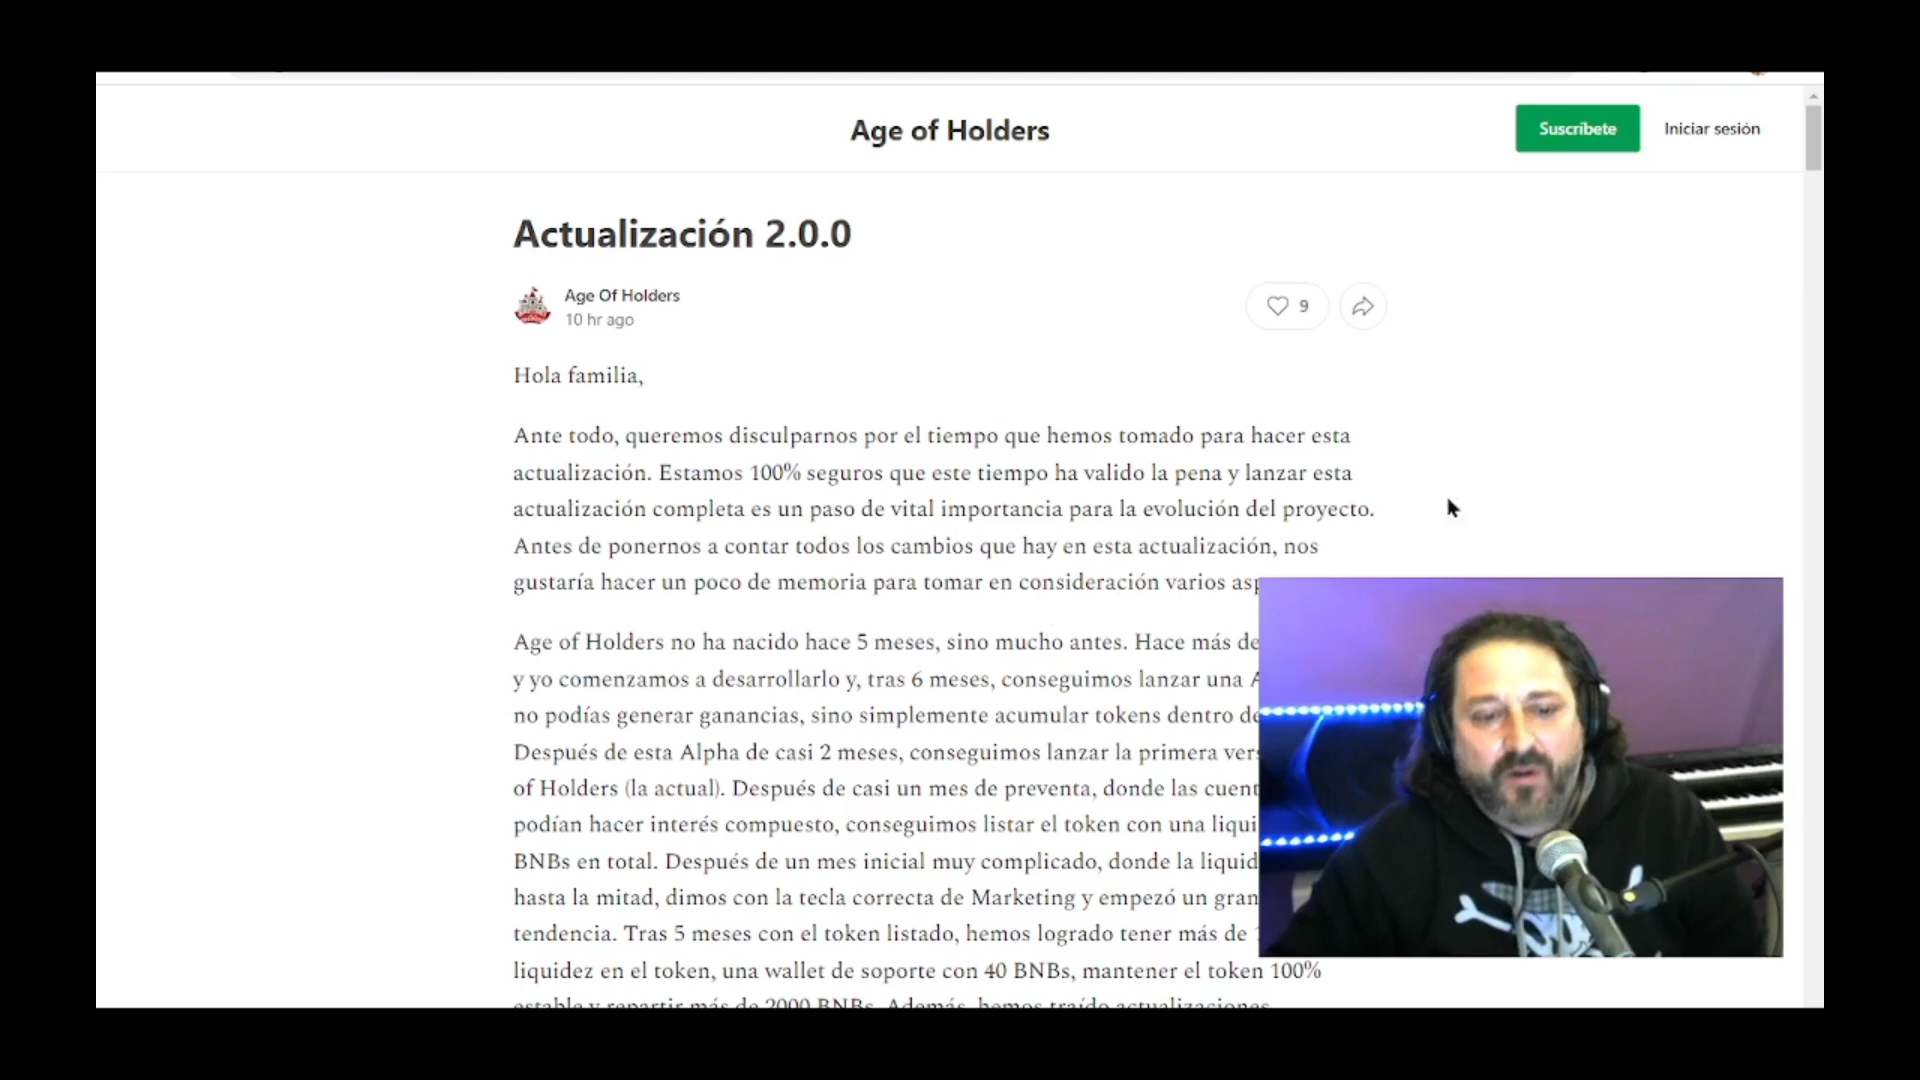 Age of Holders
Suscríbete
Iniciar sesión
Actualización 2.0.0
Age Of Holders
10 hr ago
9
Hola familia,
Ante todo, queremos disculparnos por el tiempo que hemos tomado para hacer esta
actualización. Estamos 100% seguros que este tiempo ha valido la pena y lanzar esta
actualización completa es un paso de vital importancia para la evolución del proyecto.
Antes de ponernos a contar todos los cambios que hay en esta actualización, nos
gustaría hacer un poco de memoria para tomar en consideración varios
Age of Holders no ha nacido hace 5 meses, sino mucho antes. Hace más de
y yo comenzamos a desarrollarlo y, tras 6 meses, conseguimos lanzar una
no podías generar ganancias, sino simplemente acumular tokens dentro de
Después de esta Alpha de casi 2 meses, conseguimos lanzar la primera
of Holders (la actual). Después de casi un mes de preventa, donde las
podían hacer interés compuesto, conseguimos listar el token con una
BNBs en total. Después de un mes inicial muy complicado, donde la
hasta la mitad, dimos con la tecla correcta de Marketing y empezó un gran
tendencia. Tras 5 meses con el token listado, hemos logrado tener más de
liquidez en el token, una wallet de soporte con 40 BNBs, mantener el token 100%
estable y repartir más de 2000 BNBs. Además, hemos traído actualizaciones